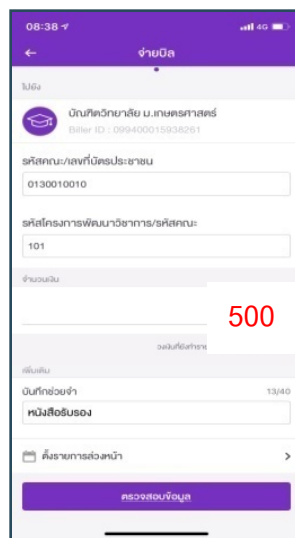 08:38
4G
จ่ายบิล
ไปยัง
บัณฑิตวิทยาลัย ม.เกษตรศาสตร์
Biller ID : 099400015938261
รหัสคณะ/เลขที่บัตรประชาชน
0130010010
รหัสโครงการพัฒนาวิชาการ/รหัสคณะ
101
จำนวนเงิน
500
เพิ่มเติม
บันทึกช่วยจำ 13/40
หนังสือรับรอง
ตั้งรายการล่วงหน้า
ตรวจสอบข้อมูล